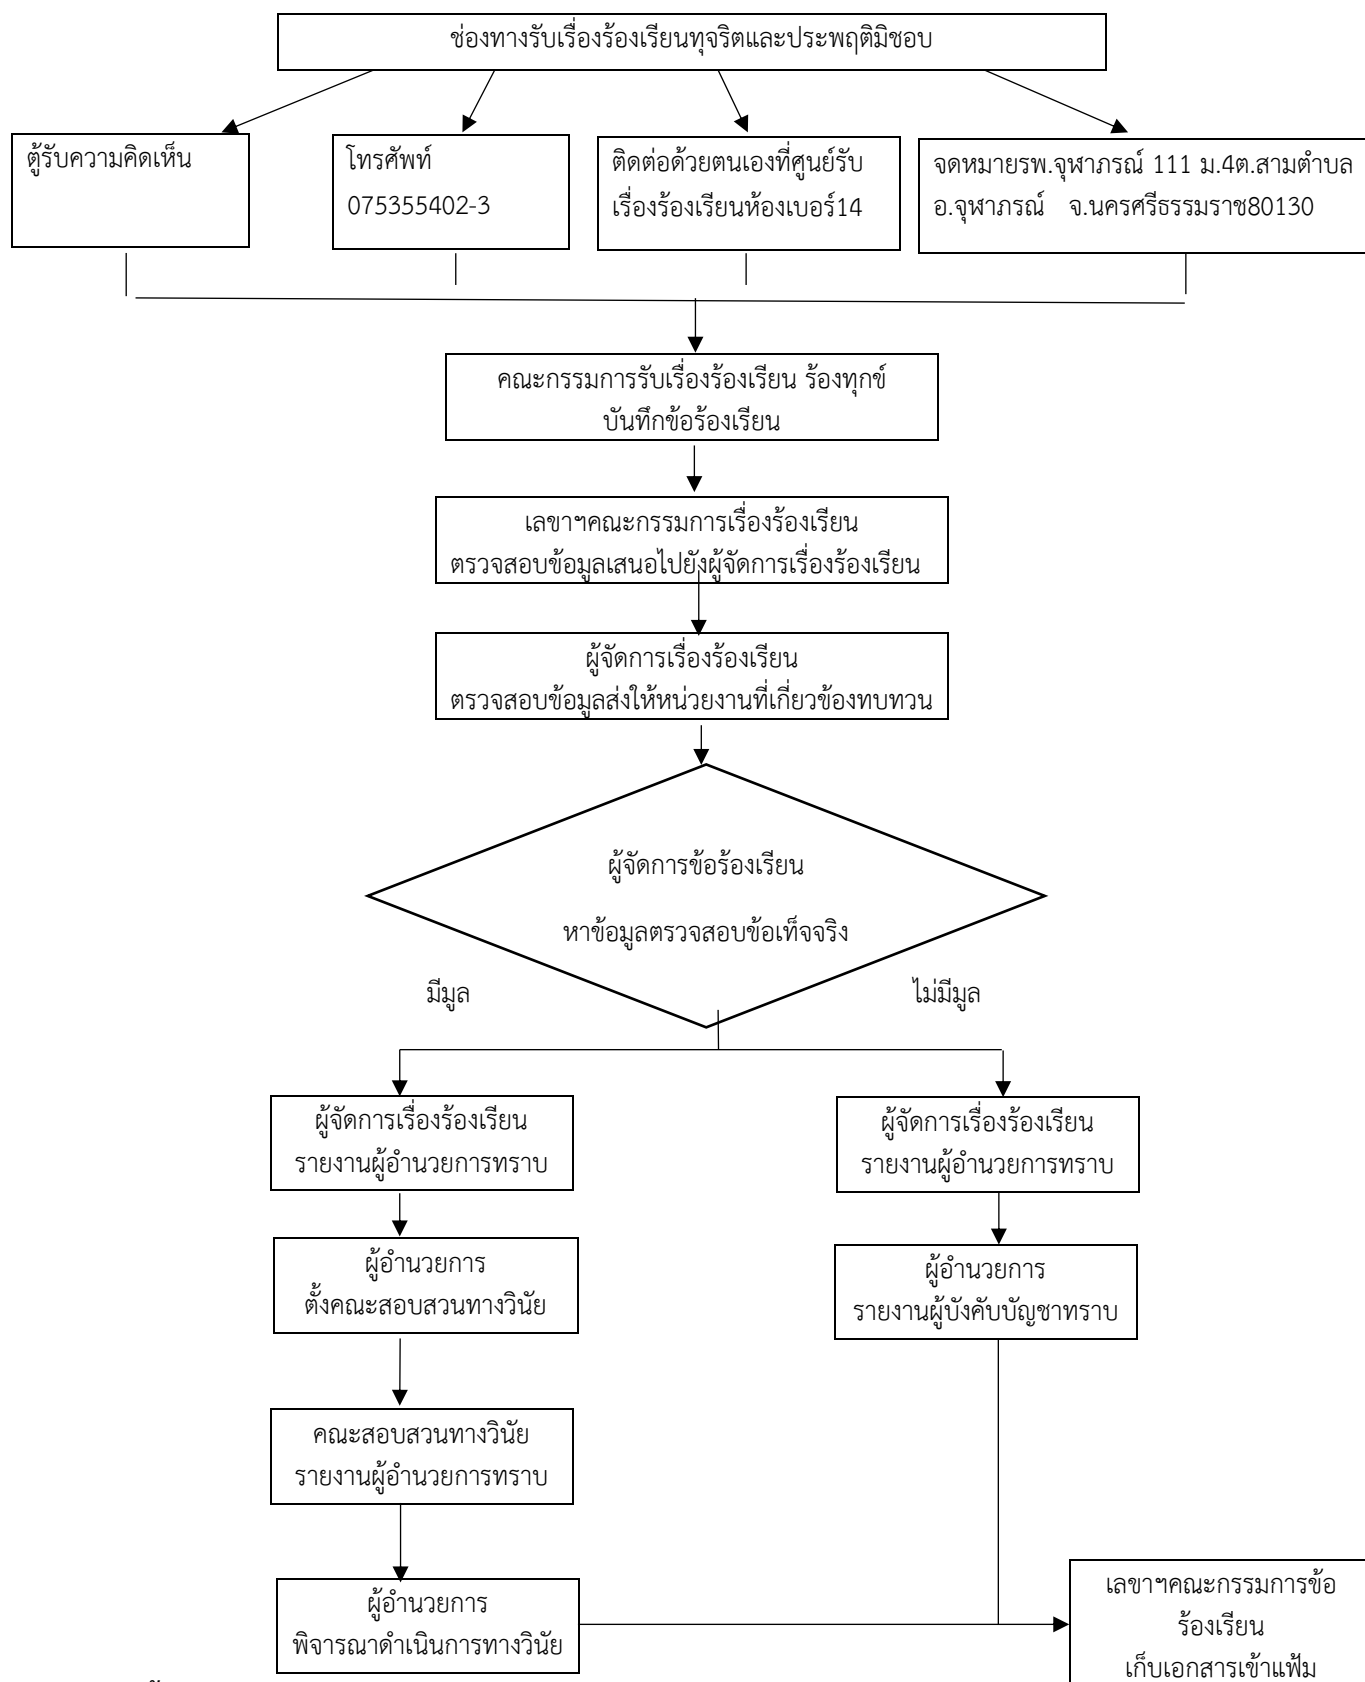 ช่องทางรับเรื่องร้องเรียนทุจริตและประพฤติมิชอบ
ตู้รับความคิดเห็น
โทรศัพท์
075355402-3
ติดต่อด้วยตนเองที่ศูนย์รับ
เรื่องร้องเรียนห้องเบอร์14
จดหมายรพ.จุฬาภรณ์ 111 ม.4ต.สามตำบล
อ.จุฬาภรณ์ จ.นครศรีธรรมราช80130
คณะกรรมการรับเรื่องร้องเรียน ร้องทุกข์
บันทึกข้อร้องเรียน
เลขาฯคณะกรรมการเรื่องร้องเรียน
ตรวจสอบข้อมูลเสนอไปยังผู้จัดการเรื่องร้องเรียน
ผู้จัดการเรื่องร้องเรียน
ตรวจสอบข้อมูลส่งให้หน่วยงานที่เกี่ยวข้องทบทวน
ผู้จัดการข้อร้องเรียน
หาข้อมูลตรวจสอบข้อเท็จจริง
มีมูล
ไม่มีมูล
ผู้จัดการเรื่องร้องเรียน
รายงานผู้อำนวยการทราบ
ผู้จัดการเรื่องร้องเรียน
รายงานผู้อำนวยการทราบ
ผู้อำนวยการ
ตั้งคณะสอบสวนทางวินัย
ผู้อำนวยการ
รายงานผู้บังคับบัญชาทราบ
คณะสอบสวนทางวินัย
รายงานผู้อำนวยการทราบ
ผู้อำนวยการ
พิจารณาดำเนินการทางวินัย
เลขาฯคณะกรรมการข้อ
ร้องเรียน
เก็บเอกสารเข้าแฟ้ม